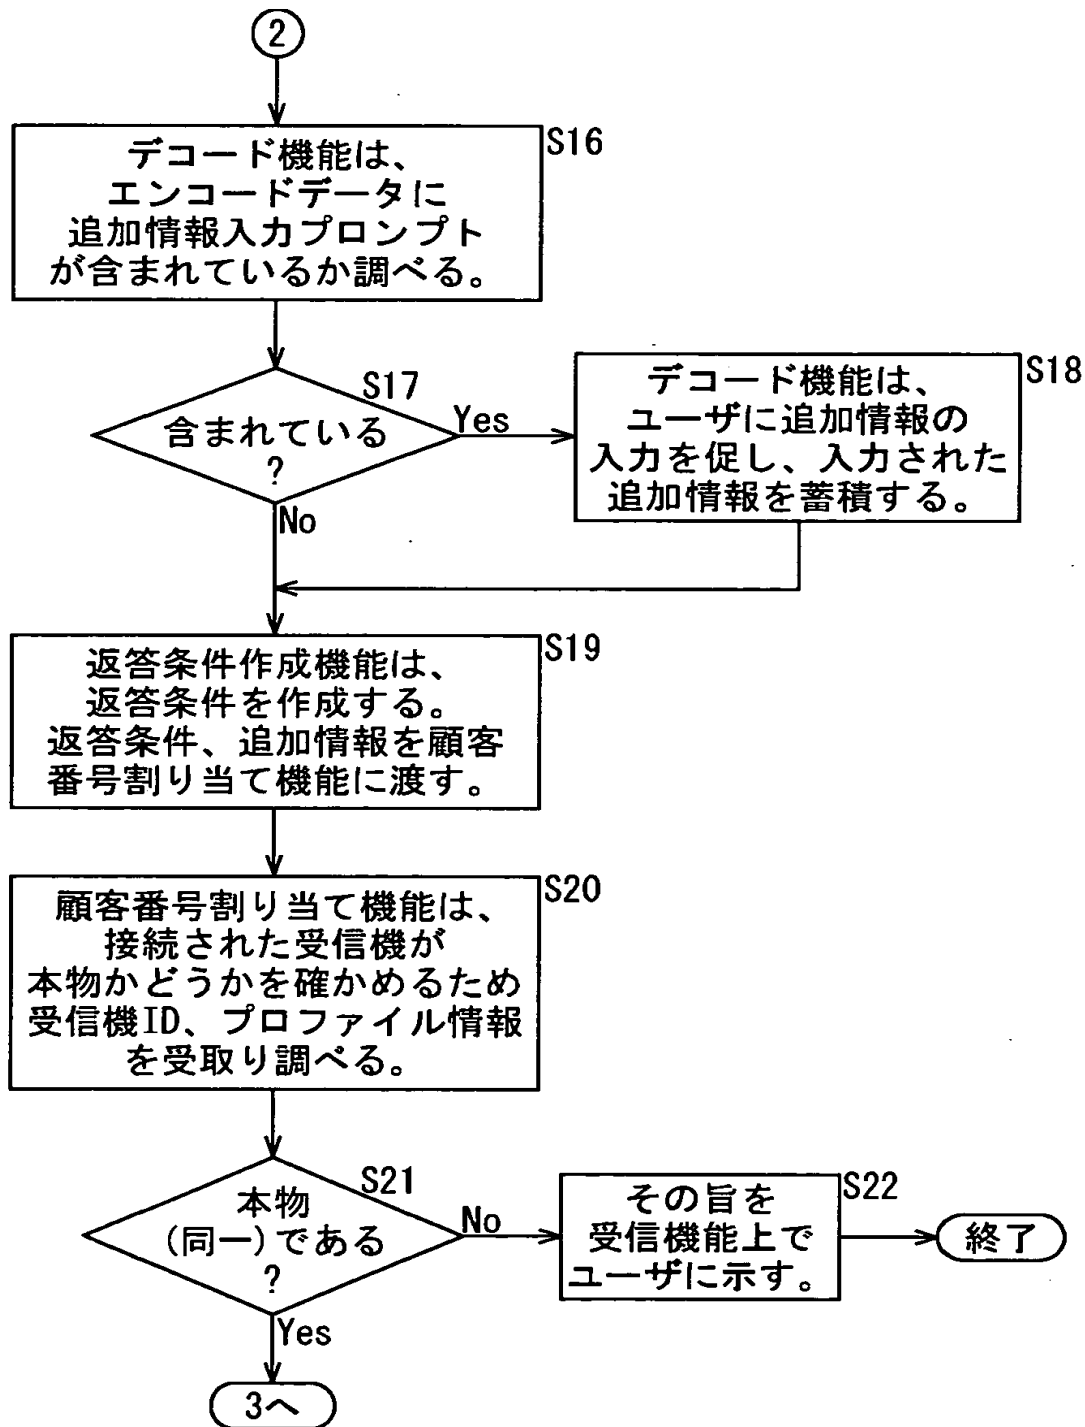 2
S16
デコード機能は、
エンコードデータに
追加情報入力プロンプト
が含まれているか調べる。
S17
含まれている
?
Yes
No
S18
デコード機能は、
ユーザに追加情報の
入力を促し、入力された
追加情報を蓄積する。
S19
返答条件作成機能は、
返答条件を作成する。
返答条件、追加情報を顧客
番号割り当て機能に渡す。
S20
顧客番号割り当て機能は、
接続された受信機が
本物かどうかを確かめるため
受信機ID、プロファイル情報
を受取り調べる。
S21
本物
(同一)である
?
No
Yes
S22
その旨を
受信機能上で
ユーザに示す。
終了
3へ